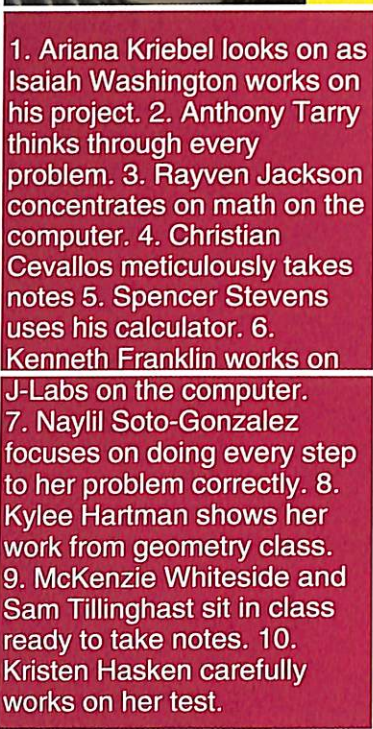 1. Ariana Kriebel looks on as
Isaiah Washington works on
his project. 2. Anthony Tarry
thinks through every
problem. 3. Rayven Jackson
concentrates on math on the
computer. 4. Christian
Cevallos meticulously takes
notes 5. Spencer Stevens
uses his calculator. 6.
Kenneth Franklin works on
J-Labs on the computer.
7. Naylil Soto-Gonzalez
focuses on doing every step
to her problem correctly. 8.
Kylee Hartman shows her
work from geometry class.
9. McKenzie Whiteside and
Sam Tillinghast sit in class
ready to take notes. 10.
Kristen Hasken carefully
works on her test.